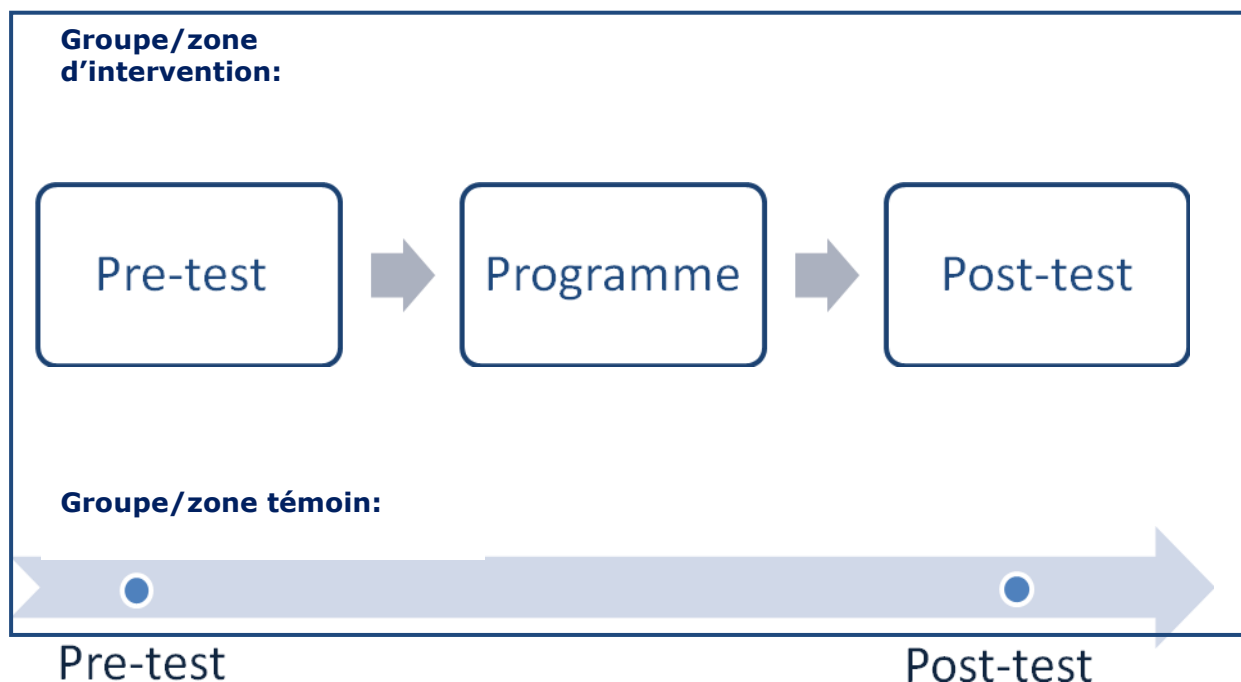 Groupe/zone
d’intervention:
Pre-test
Programme
Post-test
Groupe/zone témoin:
Pre-test
Post-test